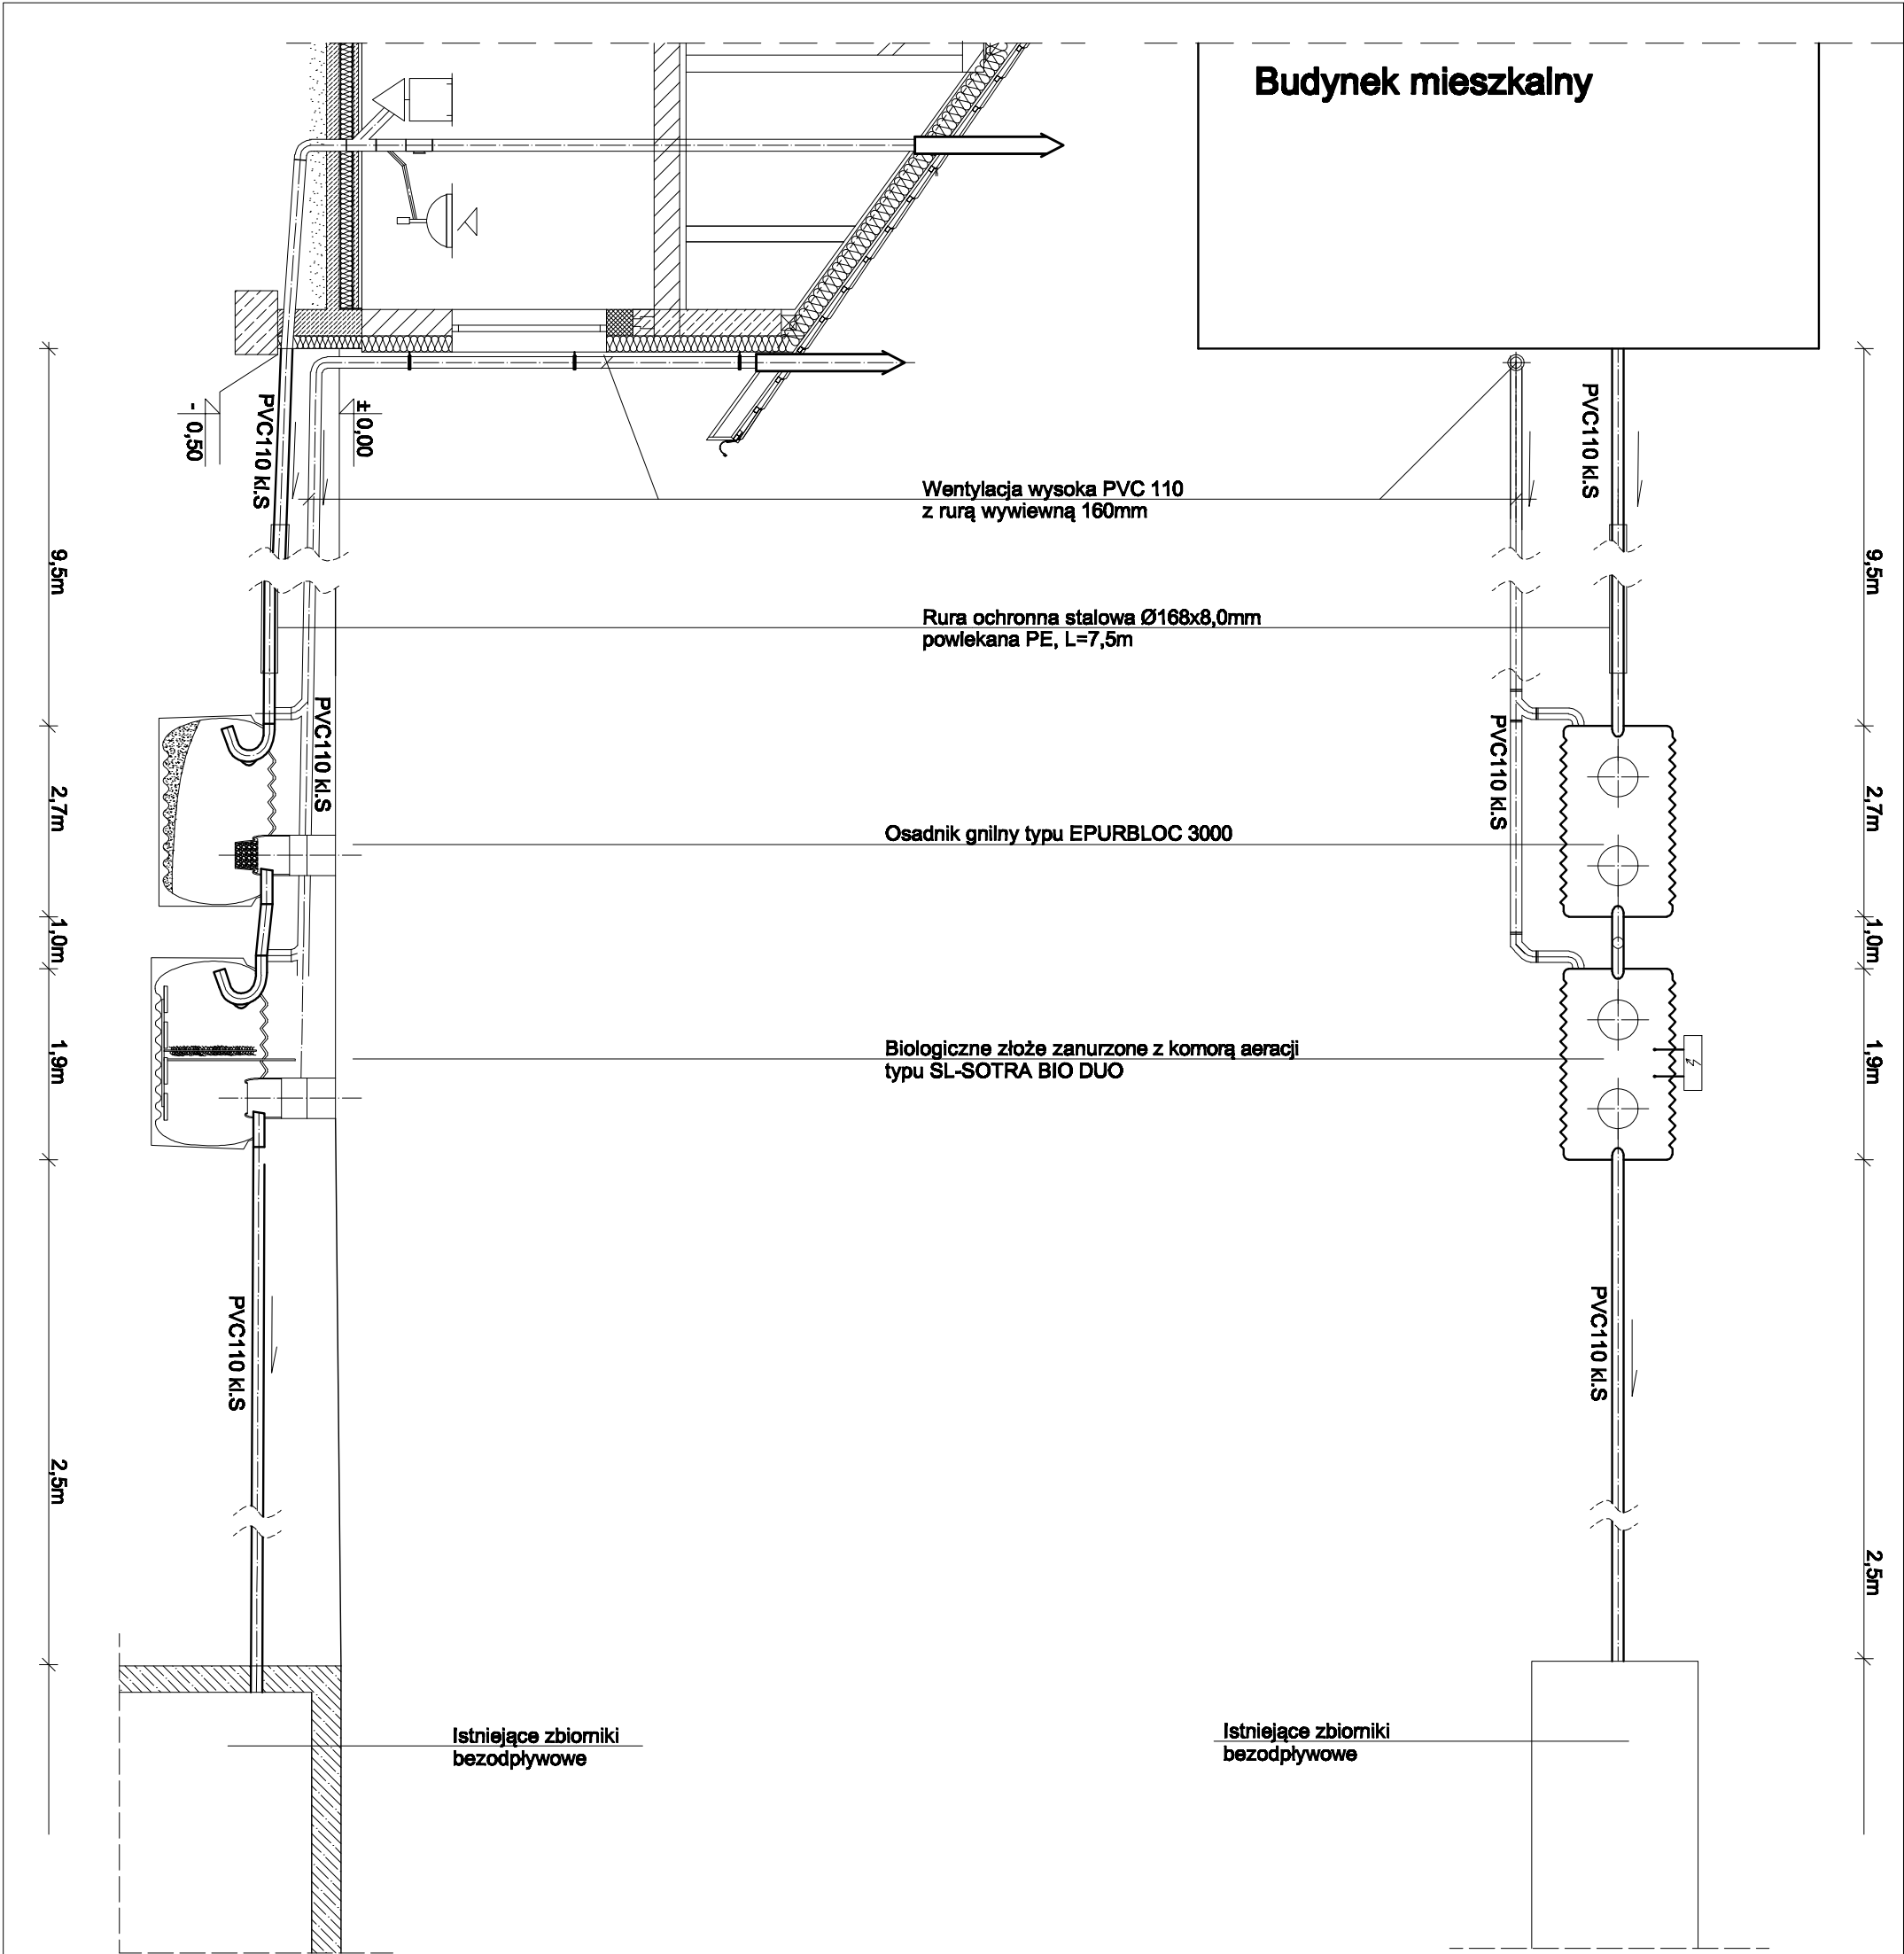 Budynek mieszkalny
- 0,50
PVC110 kl.S
± 0,00
PVC110 kl.S
Wentylacja wysoka PVC 110
z rurą wywiewną 160mm
9,5m
9,5m
Rura ochronna stalowa Ø168x8,0mm
powlekana PE, L=7,5m
PVC110 kl.S
PVC110 kl.S
2,7m
2,7m
Osadnik gnilny typu EPURBLOC 3000
1,0m
1,0m
Biologiczne złoże zanurzone z komorą aeracji
typu SL-SOTRA BIO DUO
1,9m
1,9m
PVC110 kl.S
PVC110 kl.S
2,5m
2,5m
Istniejące zbiorniki
bezodpływowe
Istniejące zbiorniki
bezodpływowe